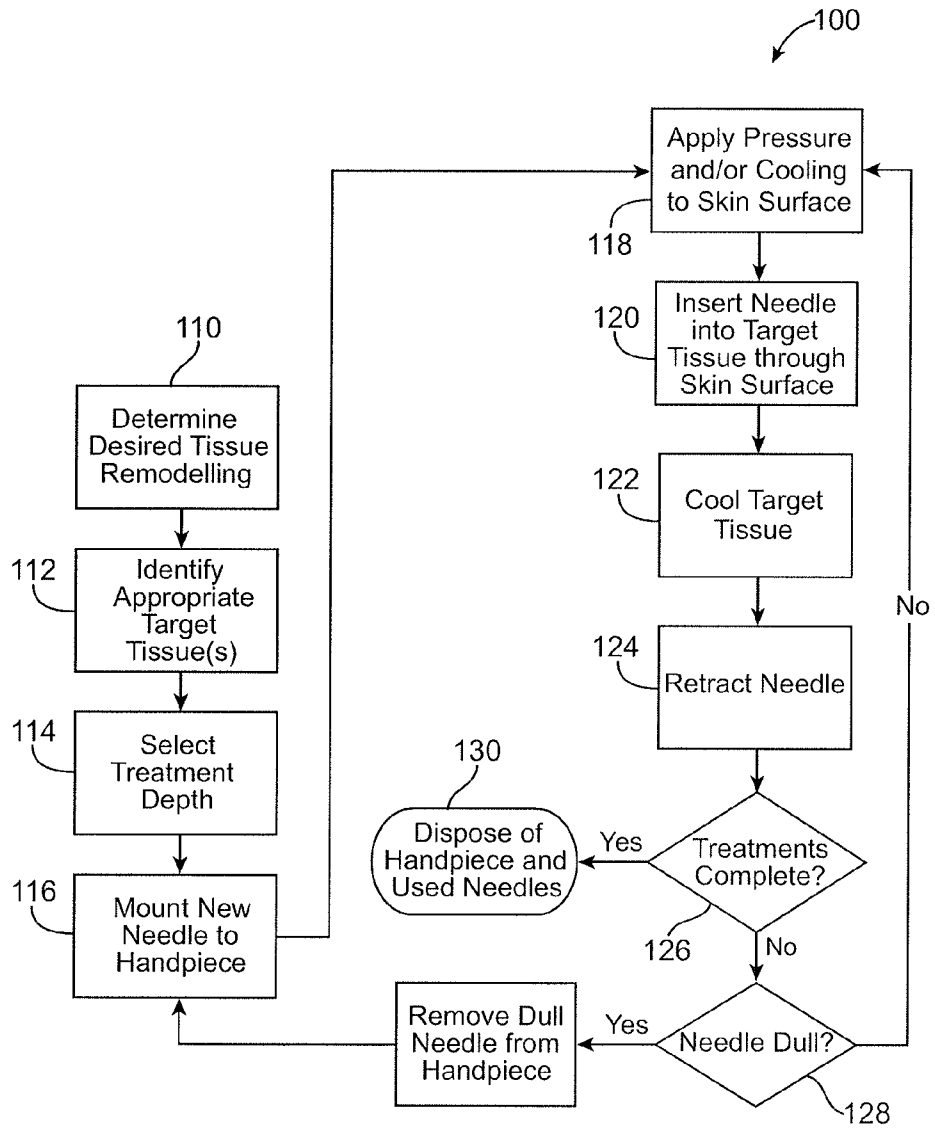 100
110
Determine
Desired Tissue
Remodelling
112
Identify
Appropriate
Target
Tissue(s)
114
Select
Treatment
Depth
116
Mount New
Needle to
Handpiece
Apply Pressure
and/or Cooling
to Skin Surface
118
120
Insert Needle
into Target
Tissue through
Skin Surface
122
Cool Target
Tissue
124
Retract Needle
Treatments
Complete?
126
Yes
130
Dispose of
Handpiece and
Used Needles
No
Needle Dull?
128
Yes
Remove Dull
Needle from
Handpiece
No